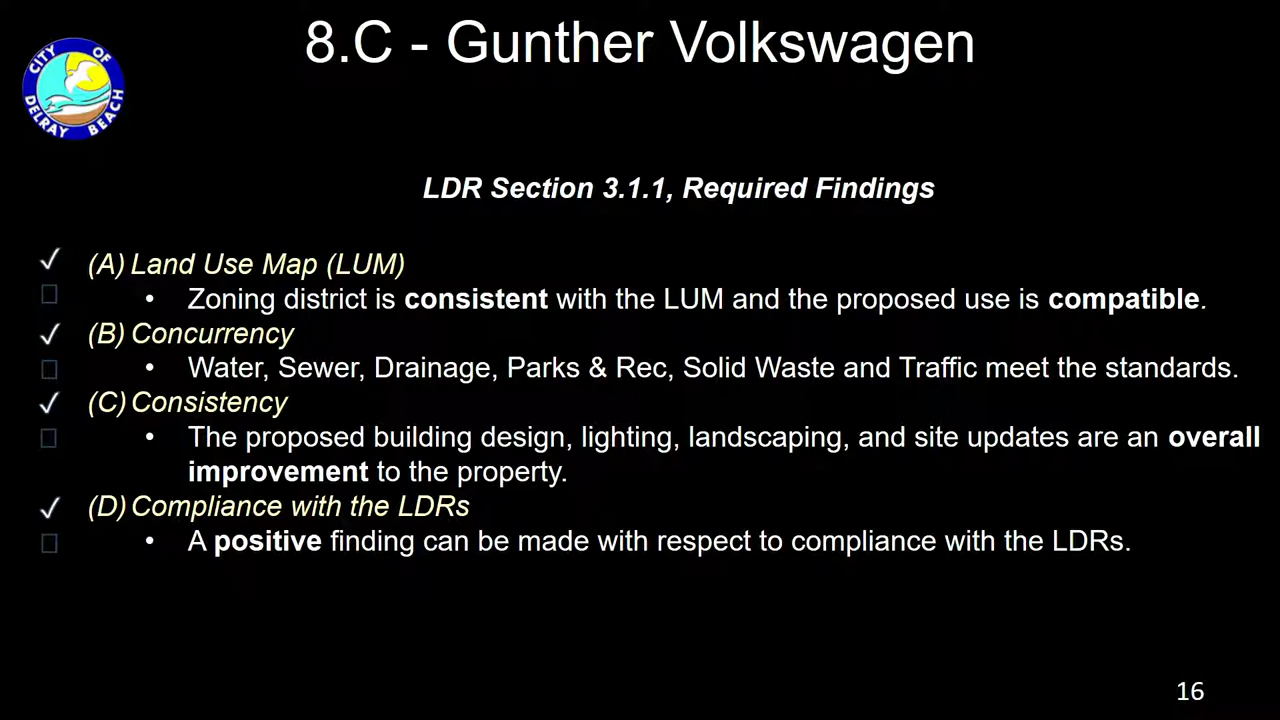 8.C - Gunther Volkswagen
CITY OF
DELRAY BEACH
LDR Section 3.1.1, Required Findings
✓ (A) Land Use Map (LUM)
• Zoning district is consistent with the LUM and the proposed use is compatible.
✓ (B) Concurrency
• Water, Sewer, Drainage, Parks & Rec, Solid Waste and Traffic meet the standards.
✓ (C) Consistency
• The proposed building design, lighting, landscaping, and site updates are an overall
improvement to the property.
✓ (D) Compliance with the LDRs
• A positive finding can be made with respect to compliance with the LDRs.
16